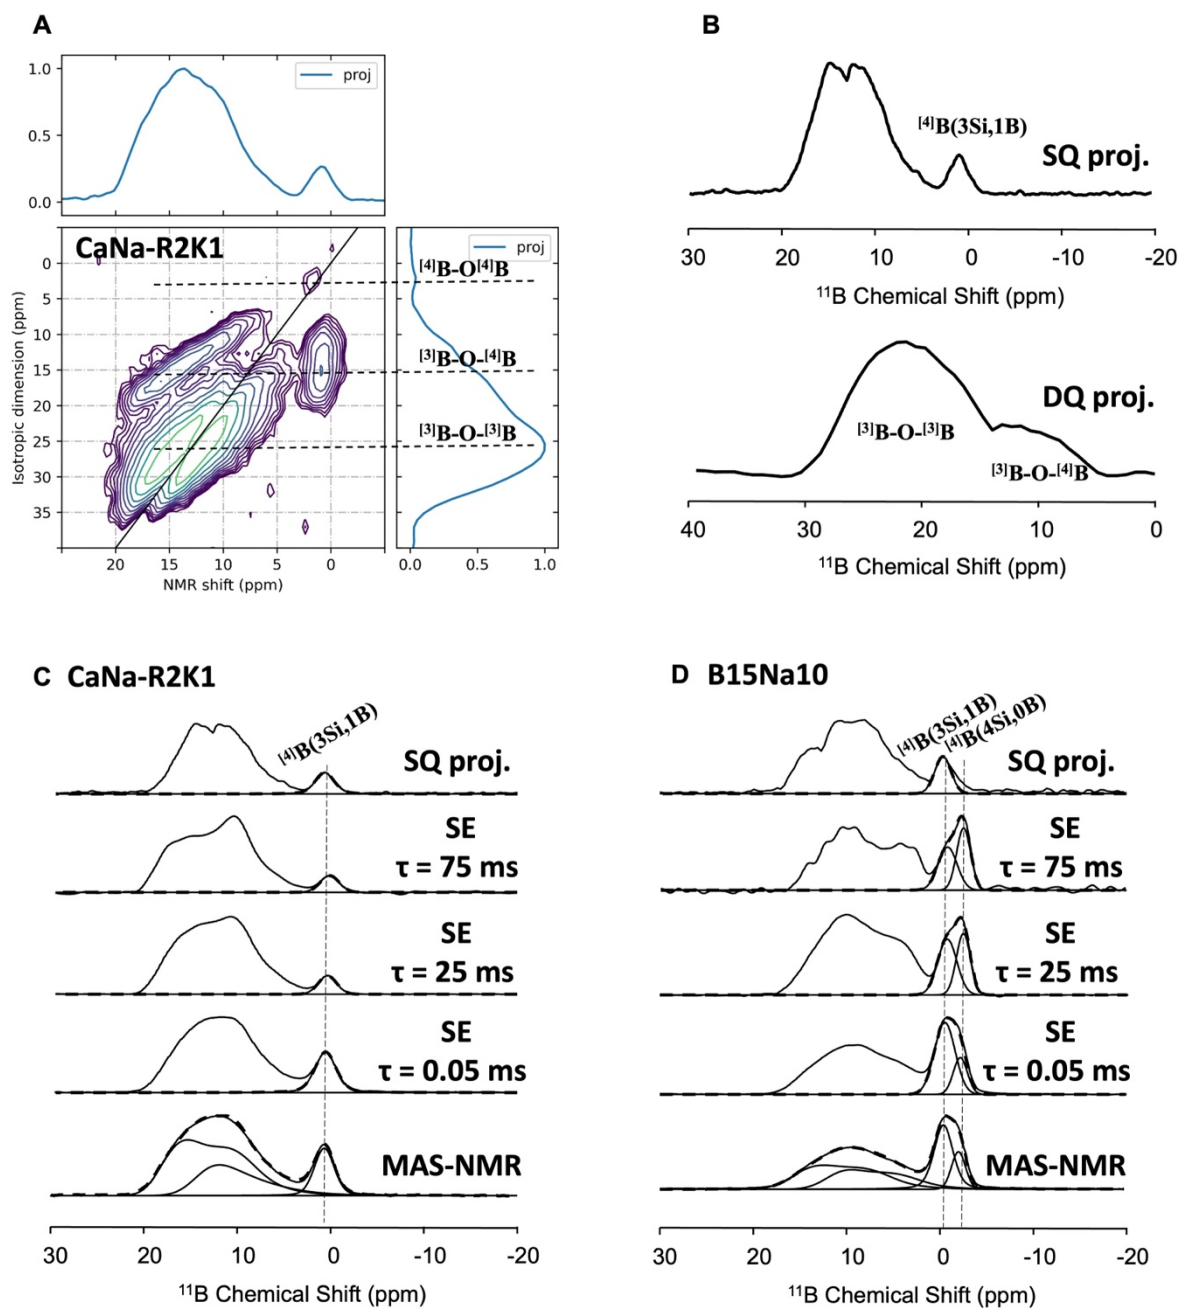 A
1.0
0.5
0.0
proj
CaNa-R2K1
0
5
10
15
20
25
30
35
Isotropic dimension (ppm)
20 15 10 5 0
NMR shift (ppm)
proj
[4]B-O[4]B
[3]B-O-[4]B
[3]B-O-[3]B
0.0 0.5 1.0
B
[4]B(3Si,1B)
SQ proj.
30 20 10 0 -10 -20
11B Chemical Shift (ppm)
DQ proj.
[3]B-O-[3]B
[3]B-O-[4]B
40 30 20 10 0
11B Chemical Shift (ppm)
C CaNa-R2K1
[4]B(3Si,1B)
SQ proj.
SE
τ = 75 ms
SE
τ = 25 ms
SE
τ = 0.05 ms
MAS-NMR
30 20 10 0 -10 -20
11B Chemical Shift (ppm)
D B15Na10
[4]B(3Si,1B)
[4]B(4Si,0B)
SQ proj.
SE
τ = 75 ms
SE
τ = 25 ms
SE
τ = 0.05 ms
MAS-NMR
30 20 10 0 -10 -20
11B Chemical Shift (ppm)